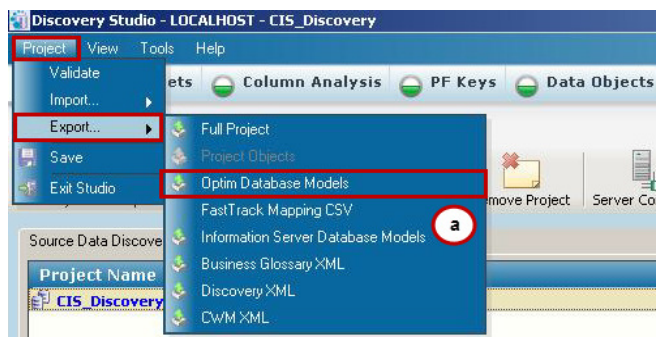 Discovery Studio - LOCALHOST - CIS_Discovery
Project View Tools Help
Validate
ets Column Analysis PF Keys Data Objects
Import...
Export...
Full Project
Save
Project Objects
Exit Studio
Optim Database Models
move Project Server Co
FastTrack Mapping CSV
a
Source Data Discove
Information Server Database Models
Project Name
Business Glossary XML
CIS_Discovery
Discovery XML
CWM XML